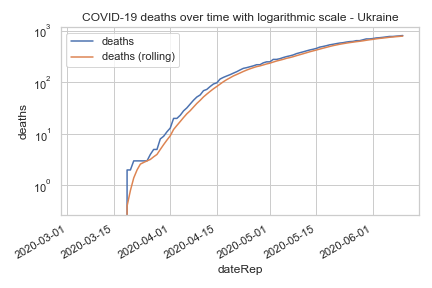 COVID-19 deaths over time with logarithmic scale - Ukraine
deaths
deaths (rolling)
10³
10²
10¹
10⁰
deaths
2020-03-01
2020-03-15
2020-04-01
2020-04-15
2020-05-01
2020-05-15
2020-06-01
dateRep